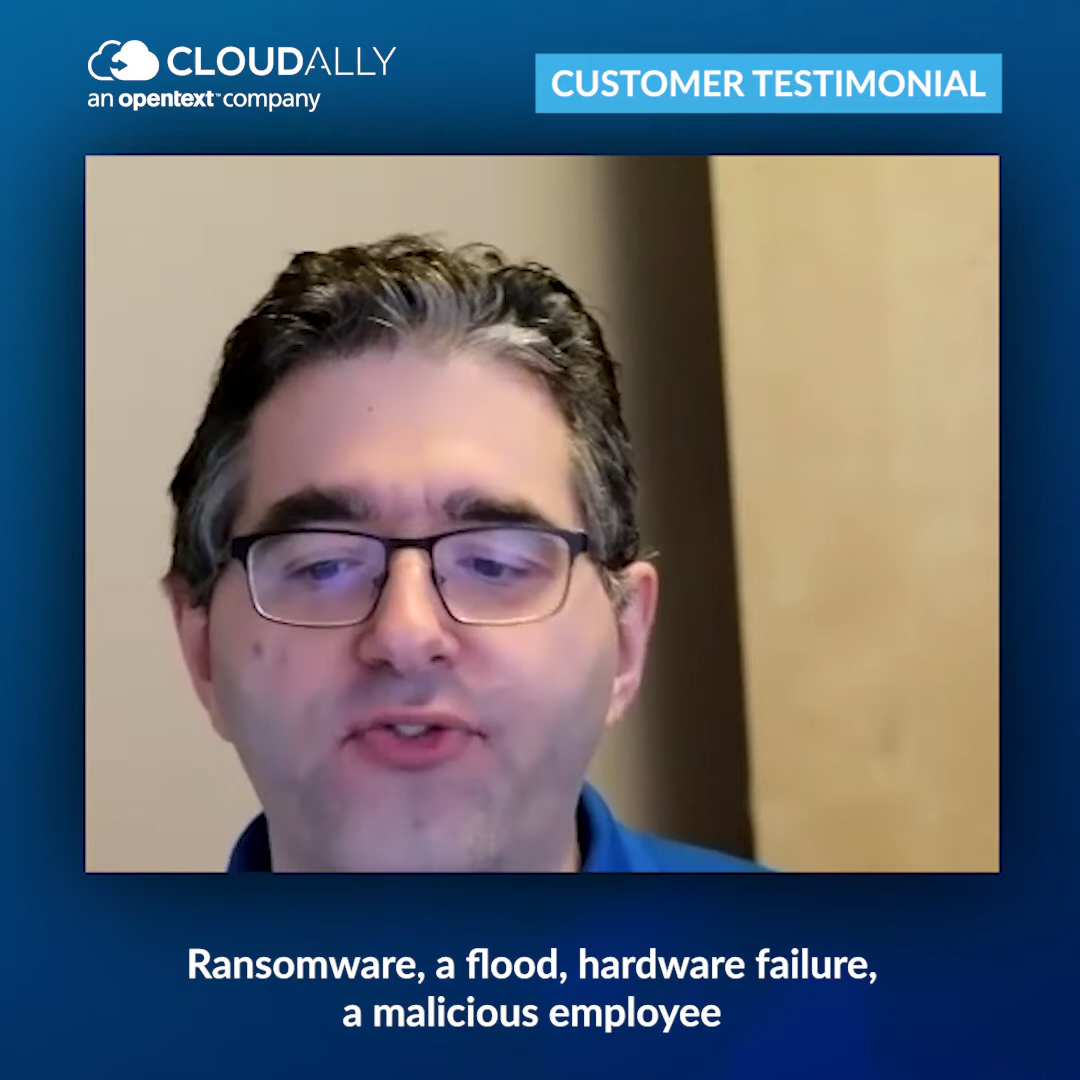 CLOUDALLY
an opentext™ company
CUSTOMER TESTIMONIAL
Ransomware, a flood, hardware failure,
a malicious employee